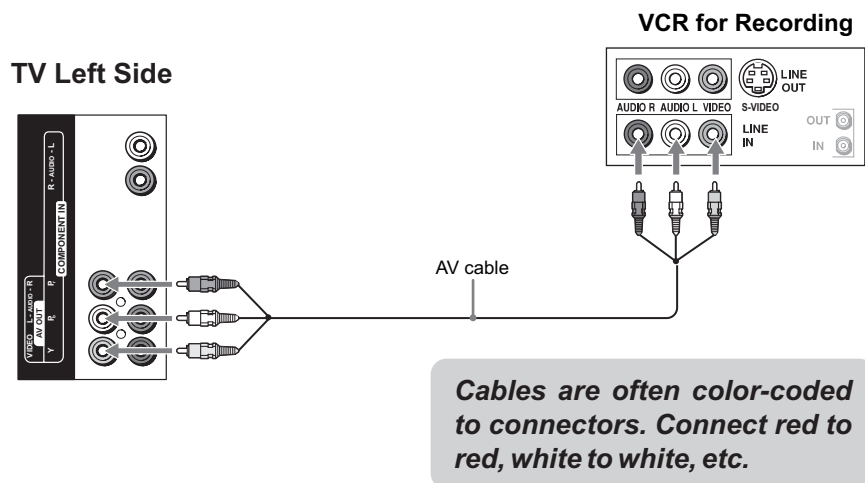 VCR for Recording
TV Left Side
LINE OUT
AUDIO R AUDIO L VIDEO S-VIDEO
LINE IN
OUT
IN
R - AUDIO - L
COMPONENT IN
VIDEO L - AUDIO - R
AV OUT
Y PB PR
AV cable
Cables are often color-coded
to connectors. Connect red to
red, white to white, etc.